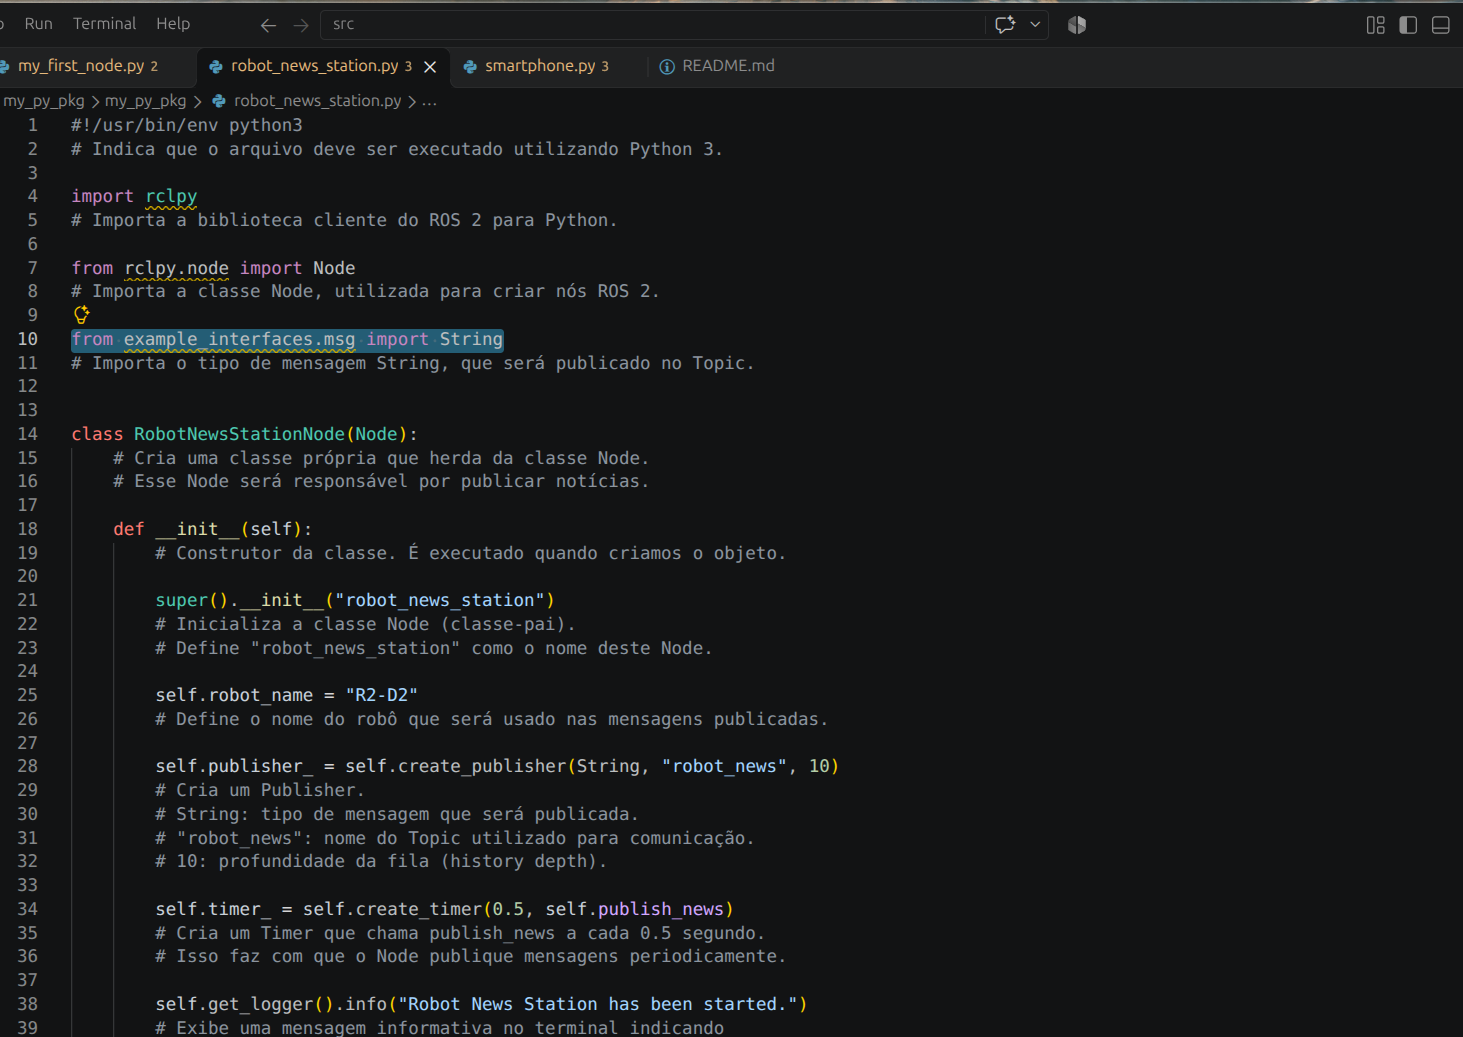 Run Terminal Help src
my_first_node.py 2 robot_news_station.py 3 smartphone.py 3 README.md
my_py_pkg > my_py_pkg > robot_news_station.py > ...
1 #!/usr/bin/env python3
2 # Indica que o arquivo deve ser executado utilizando Python 3.
3
4 import rclpy
5 # Importa a biblioteca cliente do ROS 2 para Python.
6
7 from rclpy.node import Node
8 # Importa a classe Node, utilizada para criar nós ROS 2.
9
10 from example_interfaces.msg import String
11 # Importa o tipo de mensagem String, que será publicado no Topic.
12
13
14 class RobotNewsStationNode(Node):
15 # Cria uma classe própria que herda da classe Node.
16 # Esse Node será responsável por publicar notícias.
17
18 def __init__(self):
19 # Construtor da classe. É executado quando criamos o objeto.
20
21 super().__init__("robot_news_station")
22 # Inicializa a classe Node (classe-pai).
23 # Define "robot_news_station" como o nome deste Node.
24
25 self.robot_name = "R2-D2"
26 # Define o nome do robô que será usado nas mensagens publicadas.
27
28 self.publisher_ = self.create_publisher(String, "robot_news", 10)
29 # Cria um Publisher.
30 # String: tipo de mensagem que será publicada.
31 # "robot_news": nome do Topic utilizado para comunicação.
32 # 10: profundidade da fila (history depth).
33
34 self.timer_ = self.create_timer(0.5, self.publish_news)
35 # Cria um Timer que chama publish_news a cada 0.5 segundo.
36 # Isso faz com que o Node publique mensagens periodicamente.
37
38 self.get_logger().info("Robot News Station has been started.")
39 # Exibe uma mensagem informativa no terminal indicando